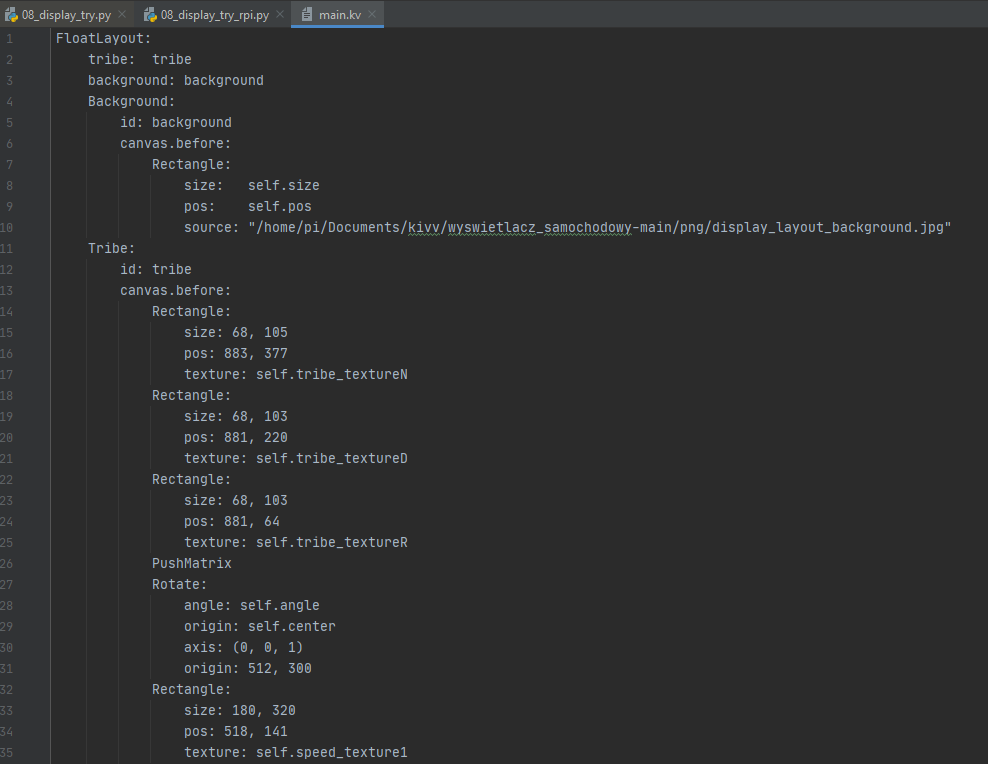 08_display_try.py 08_display_try_rpi.py main.kv
1 FloatLayout:
2 tribe: tribe
3 background: background
4 Background:
5 id: background
6 canvas.before:
7 Rectangle:
8 size: self.size
9 pos: self.pos
10 source: "/home/pi/Documents/kivv/wyswietlacz_samochodowy-main/png/display_layout_background.jpg"
11 Tribe:
12 id: tribe
13 canvas.before:
14 Rectangle:
15 size: 68, 105
16 pos: 883, 377
17 texture: self.tribe_textureN
18 Rectangle:
19 size: 68, 103
20 pos: 881, 220
21 texture: self.tribe_textureD
22 Rectangle:
23 size: 68, 103
24 pos: 881, 64
25 texture: self.tribe_textureR
26 PushMatrix
27 Rotate:
28 angle: self.angle
29 origin: self.center
30 axis: (0, 0, 1)
31 origin: 512, 300
32 Rectangle:
33 size: 180, 320
34 pos: 518, 141
35 texture: self.speed_texture1